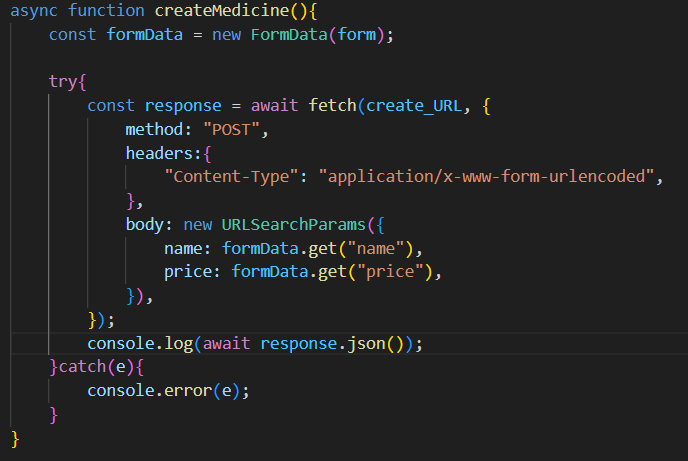 async function createMedicine(){
    const formData = new FormData(form);

    try{
        const response = await fetch(create_URL, {
            method: "POST",
            headers:{
                "Content-Type": "application/x-www-form-urlencoded",
            },
            body: new URLSearchParams({
                name: formData.get("name"),
                price: formData.get("price"),
            }),
        });
        console.log(await response.json());
    }catch(e){
        console.error(e);
    }
}